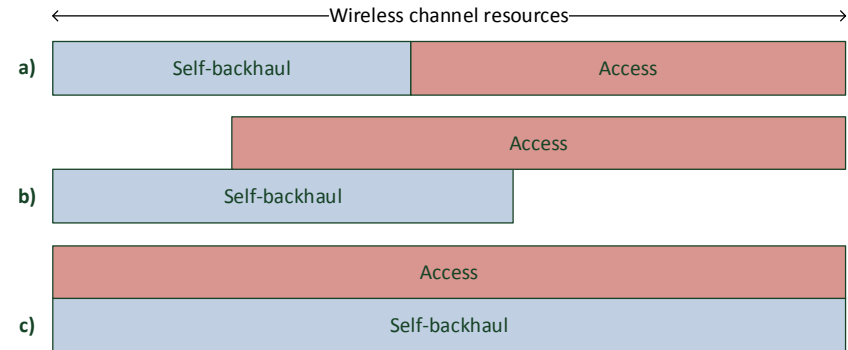 Wireless channel resources
a) Self-backhaul Access
Access
b) Self-backhaul
Access
c) Self-backhaul